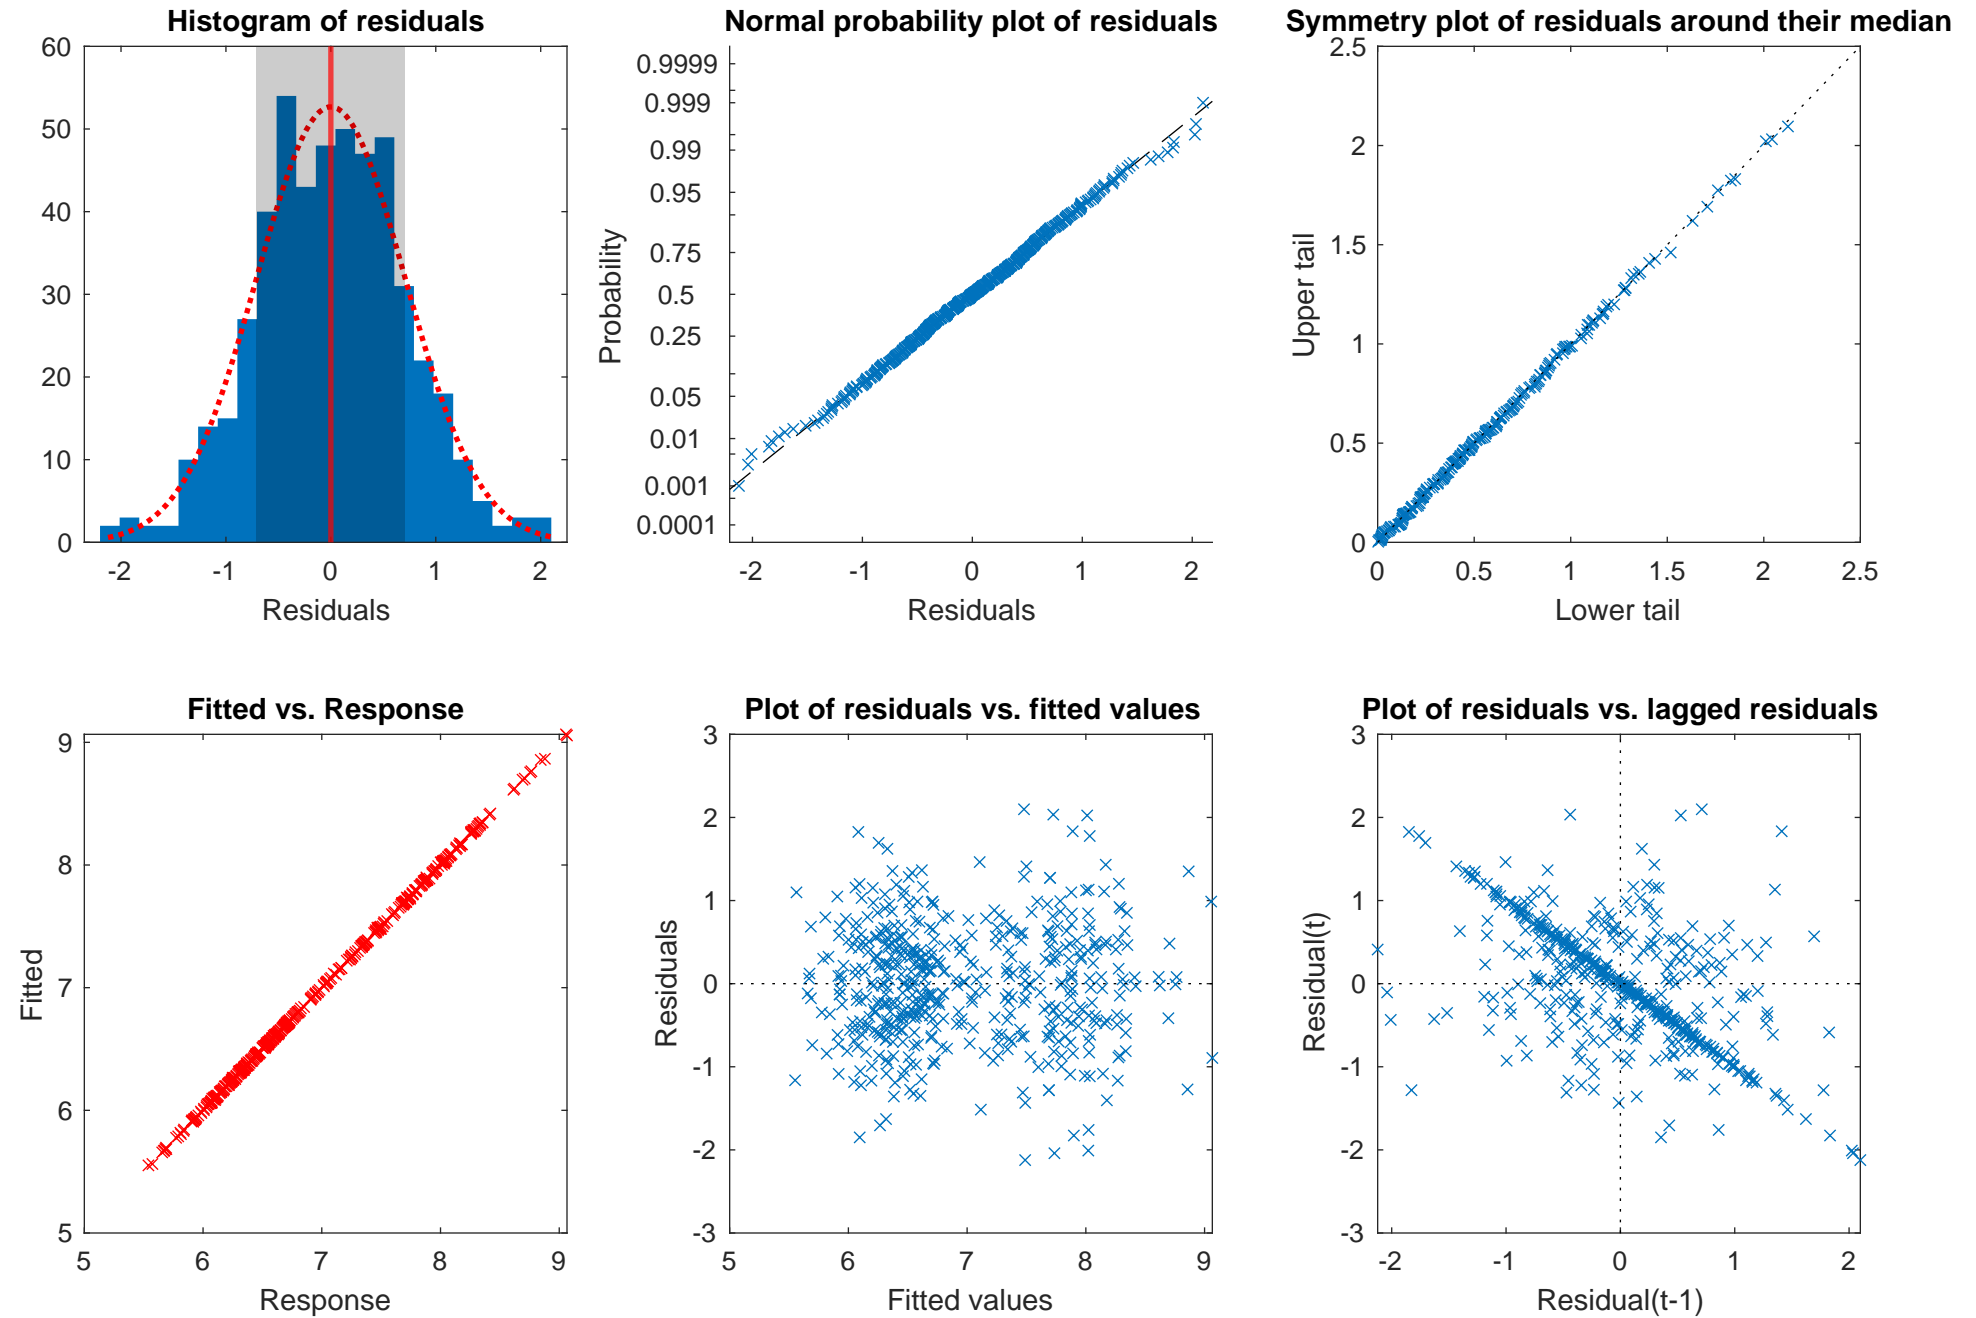 Histogram of residuals
60
50
40
30
20
10
0
-2 -1 0 1 2
Residuals
Normal probability plot of residuals
Probability
0.9999
0.999
0.99
0.95
0.75
0.5
0.25
0.05
0.01
0.001
0.0001
-2 -1 0 1 2
Residuals
Symmetry plot of residuals around their median
Upper tail
2.5
2
1.5
1
0.5
0
0 0.5 1 1.5 2 2.5
Lower tail
Fitted vs. Response
Fitted
9
8
7
6
5
5 6 7 8 9
Response
Plot of residuals vs. fitted values
Residuals
3
2
1
0
-1
-2
-3
5 6 7 8 9
Fitted values
Plot of residuals vs. lagged residuals
Residual(t)
3
2
1
0
-1
-2
-3
-2 -1 0 1 2
Residual(t-1)